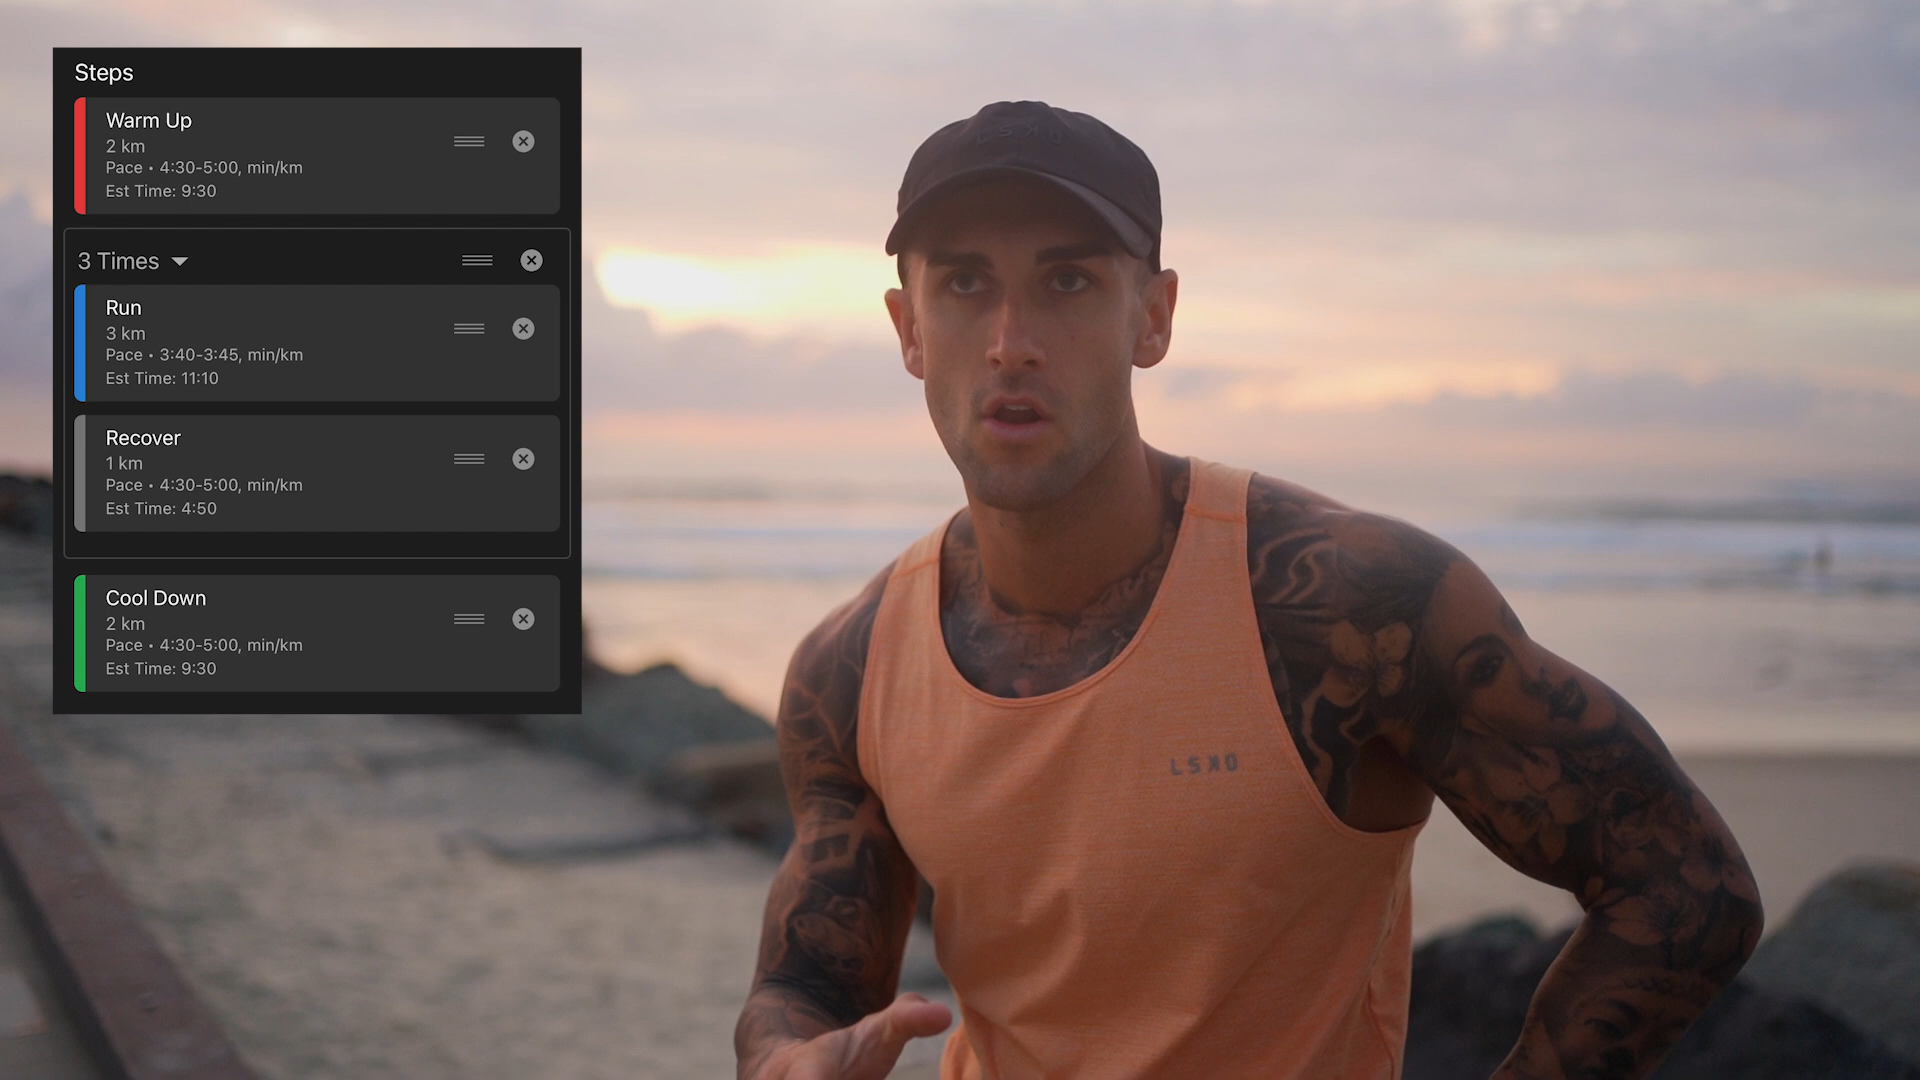 Steps
Warm Up
2 km
Pace • 4:30-5:00, min/km
Est Time: 9:30
3 Times
Run
3 km
Pace • 3:40-3:45, min/km
Est Time: 11:10
Recover
1 km
Pace • 4:30-5:00, min/km
Est Time: 4:50
Cool Down
2 km
Pace • 4:30-5:00, min/km
Est Time: 9:30
LSKD
LSKD